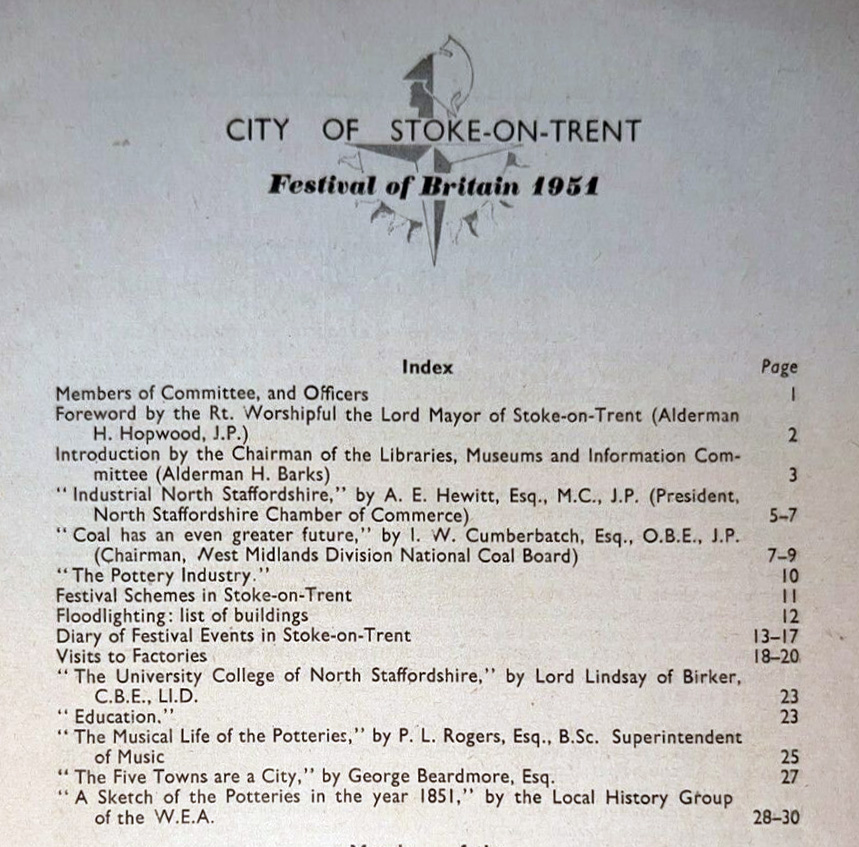 CITY OF STOKE-ON-TRENT
Festival of Britain 1951
Index Page
Members of Committee, and Officers 1
Foreword by the Rt. Worshipful the Lord Mayor of Stoke-on-Trent (Alderman
H. Hopwood, J.P.) 2
Introduction by the Chairman of the Libraries, Museums and Information Com-
mittee (Alderman H. Barks) 3
"Industrial North Staffordshire," by A. E. Hewitt, Esq., M.C., J.P. (President,
North Staffordshire Chamber of Commerce) 5-7
"Coal has an even greater future," by I. W. Cumberbatch, Esq., O.B.E., J.P.
(Chairman, West Midlands Division National Coal Board) 7-9
"The Pottery Industry." 10
Festival Schemes in Stoke-on-Trent 11
Floodlighting: list of buildings 12
Diary of Festival Events in Stoke-on-Trent 13-17
Visits to Factories 18-20
"The University College of North Staffordshire," by Lord Lindsay of Birker,
C.B.E., Ll.D. 23
"Education." 23
"The Musical Life of the Potteries," by P. L. Rogers, Esq., B.Sc. Superintendent
of Music 25
"The Five Towns are a City," by George Beardmore, Esq. 27
"A Sketch of the Potteries in the year 1851," by the Local History Group
of the W.E.A. 28-30